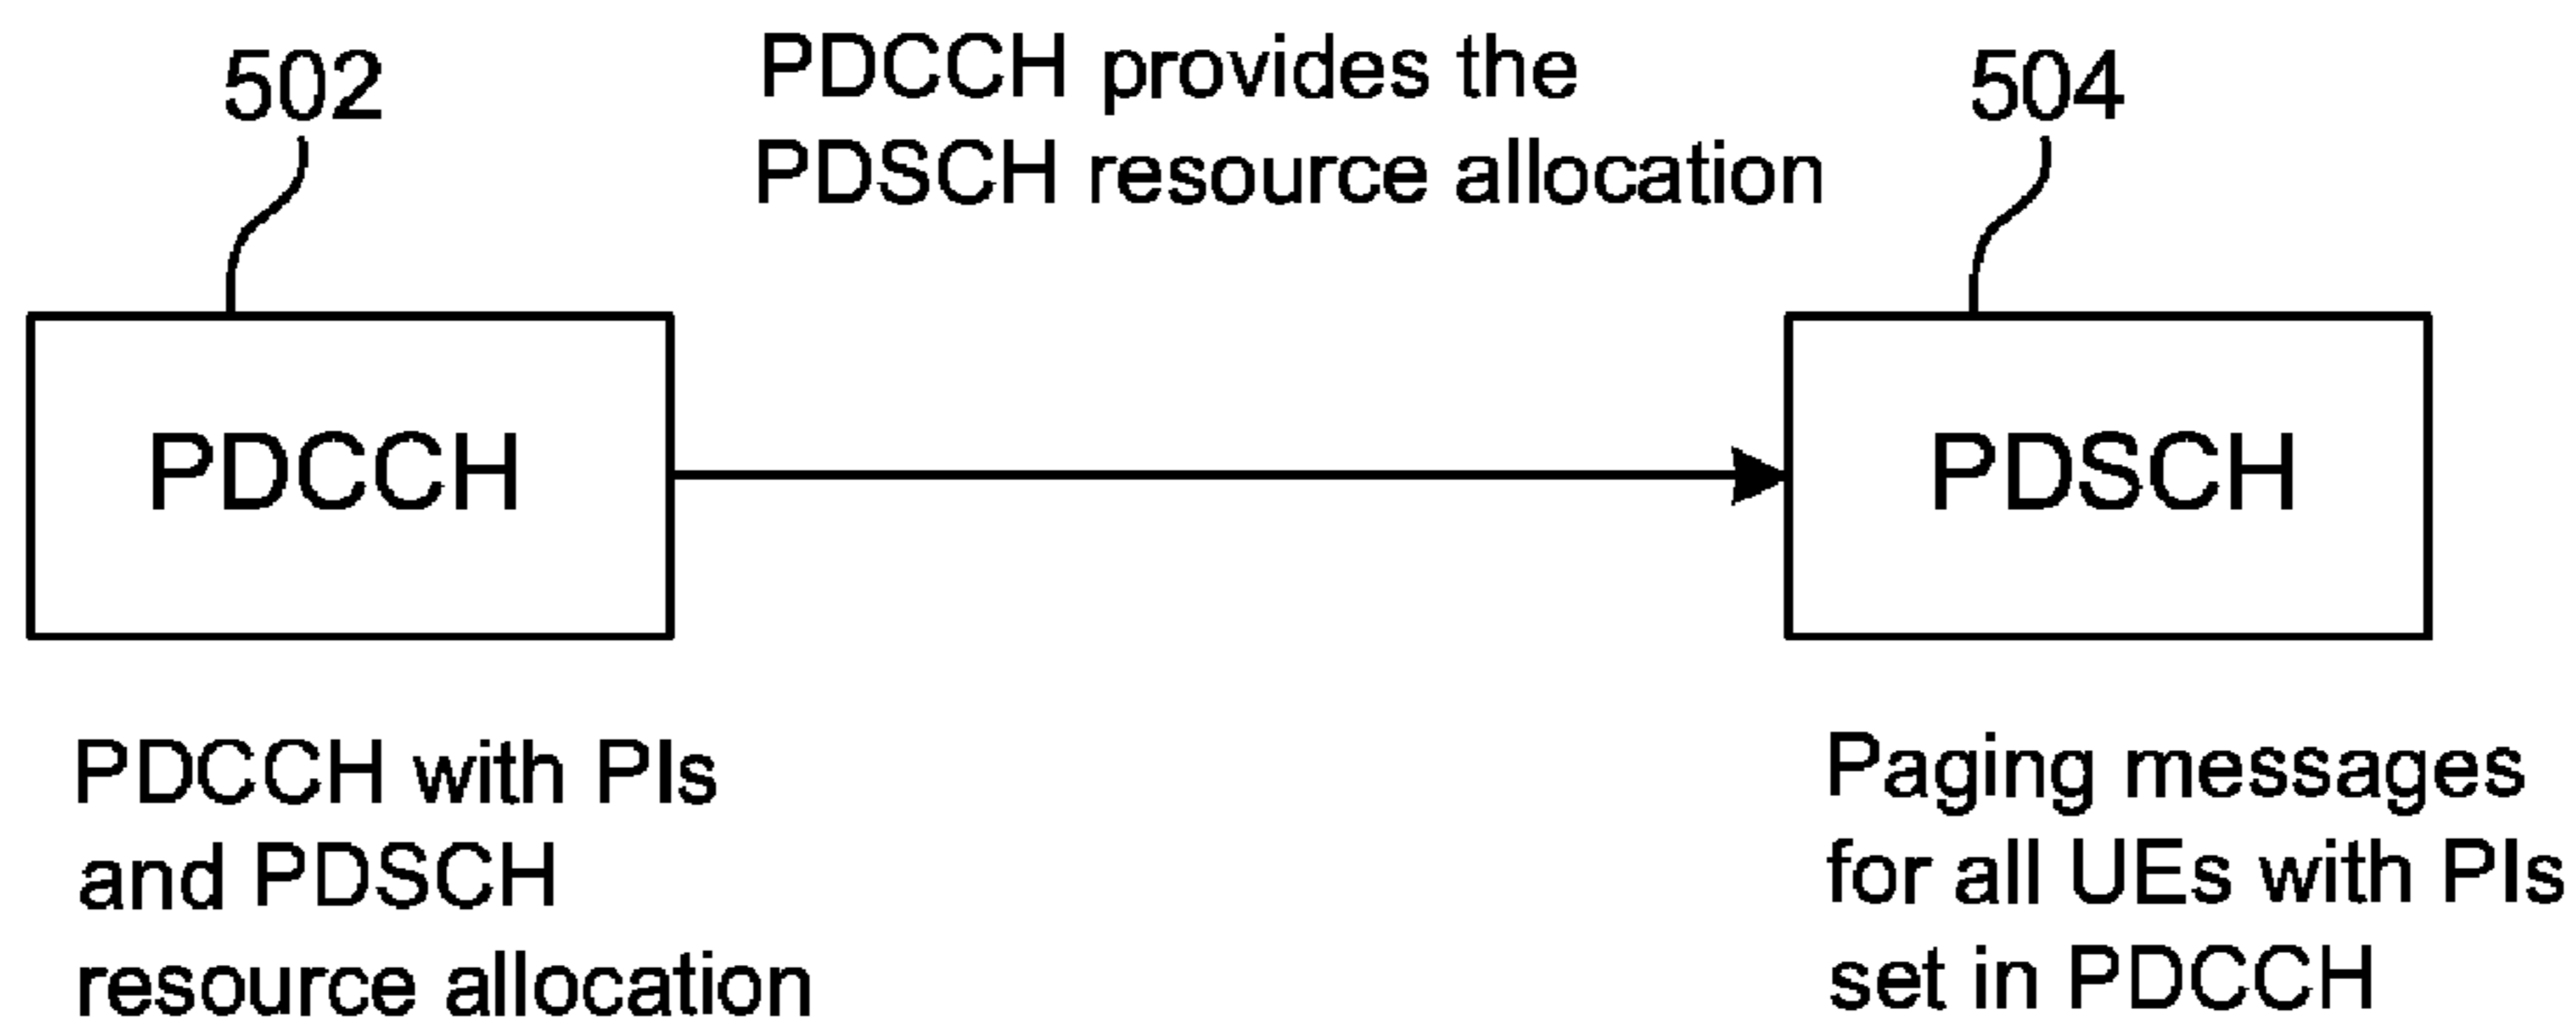 502
PDCCH provides the
PDSCH resource allocation
504
PDCCH
PDSCH
PDCCH with PIs
and PDSCH
resource allocation
Paging messages
for all UEs with PIs
set in PDCCH